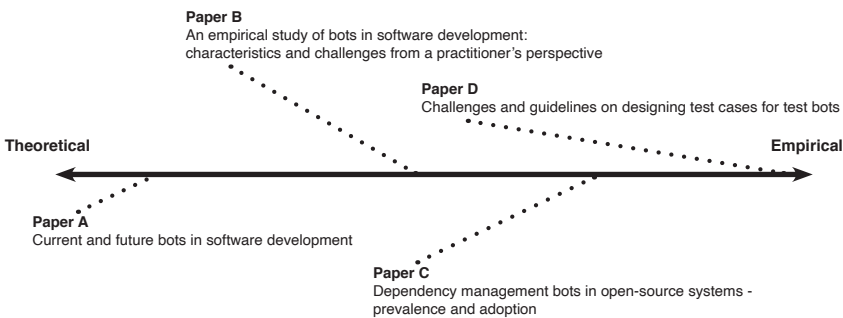 Paper B
An empirical study of bots in software development:
characteristics and challenges from a practitioner's perspective
Paper D
Challenges and guidelines on designing test cases for test bots
Theoretical
Empirical
Paper A
Current and future bots in software development
Paper C
Dependency management bots in open-source systems -
prevalence and adoption